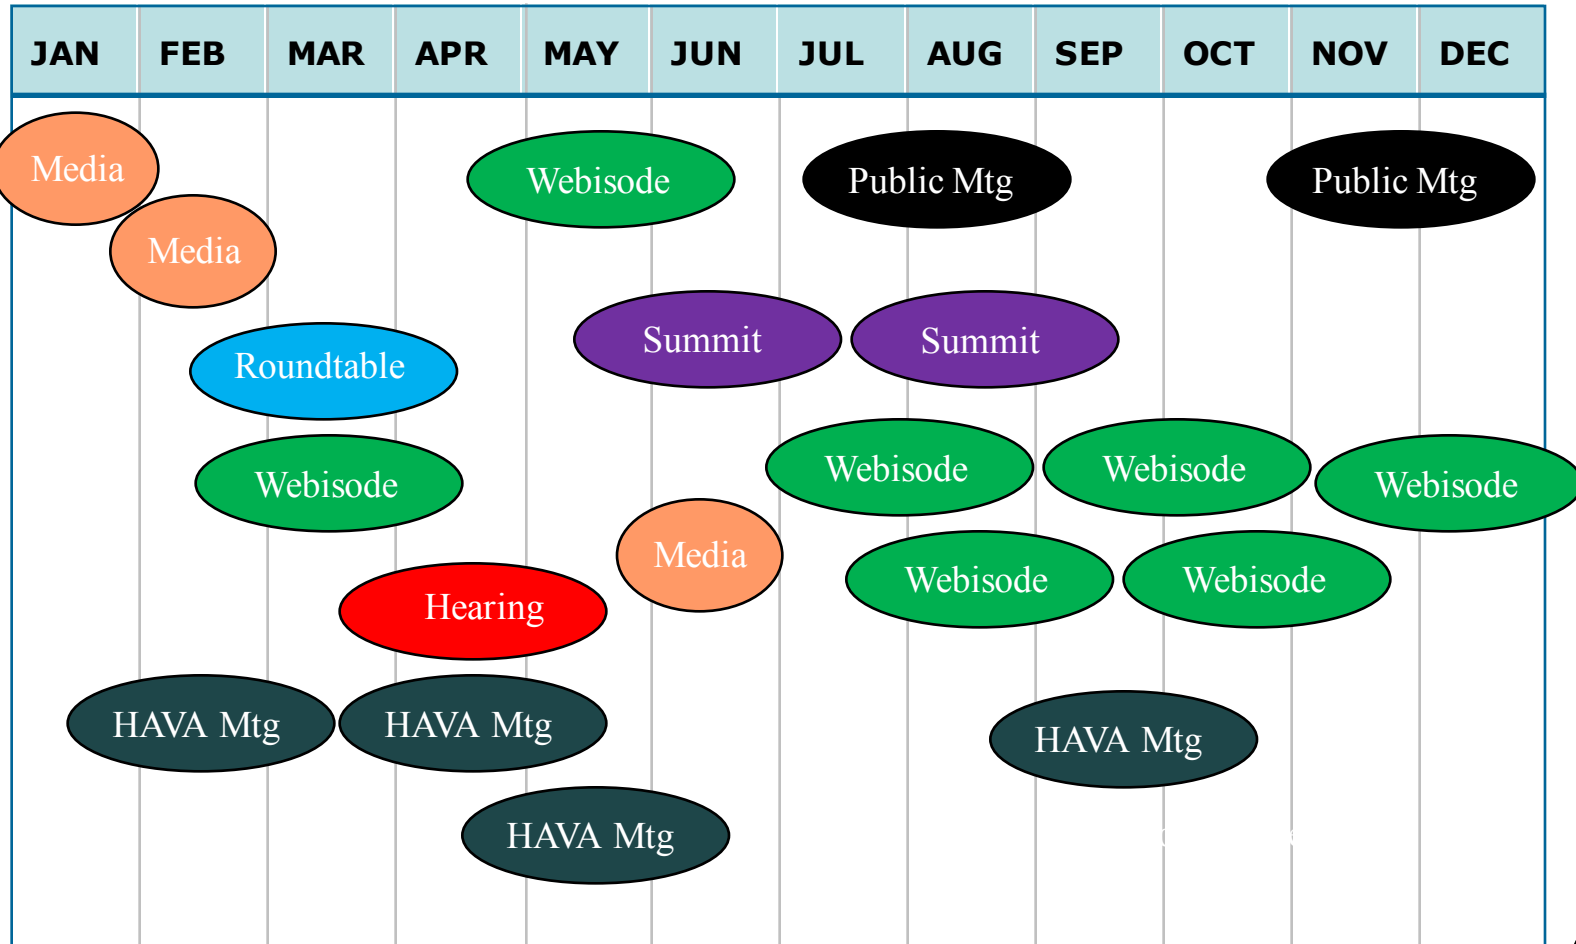 JAN FEB MAR APR MAY JUN JUL AUG SEP OCT NOV DEC
Media
Webisode
Public Mtg
Public Mtg
Media
Summit
Summit
Roundtable
Webisode
Webisode
Webisode
Webisode
Media
Webisode
Webisode
Hearing
HAVA Mtg
HAVA Mtg
HAVA Mtg
HAVA Mtg